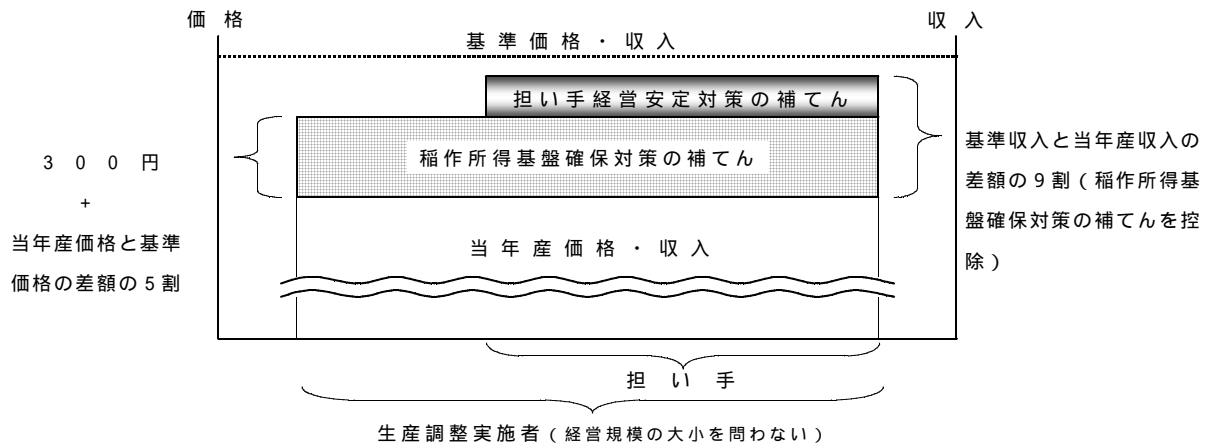 価 格
収 入
基 準 価 格 ・ 収 入
担い手経営安定対策の補てん
稲作所得基盤確保対策の補てん
３ ０ ０ 円
+
当年産価格と基準
価格の差額の５割
基準収入と当年産収入の
差額の９割（稲作所得基
盤確保対策の補てんを控
除）
当 年 産 価 格 ・ 収 入
担 い 手
生産調整実施者（経営規模の大小を問わない）